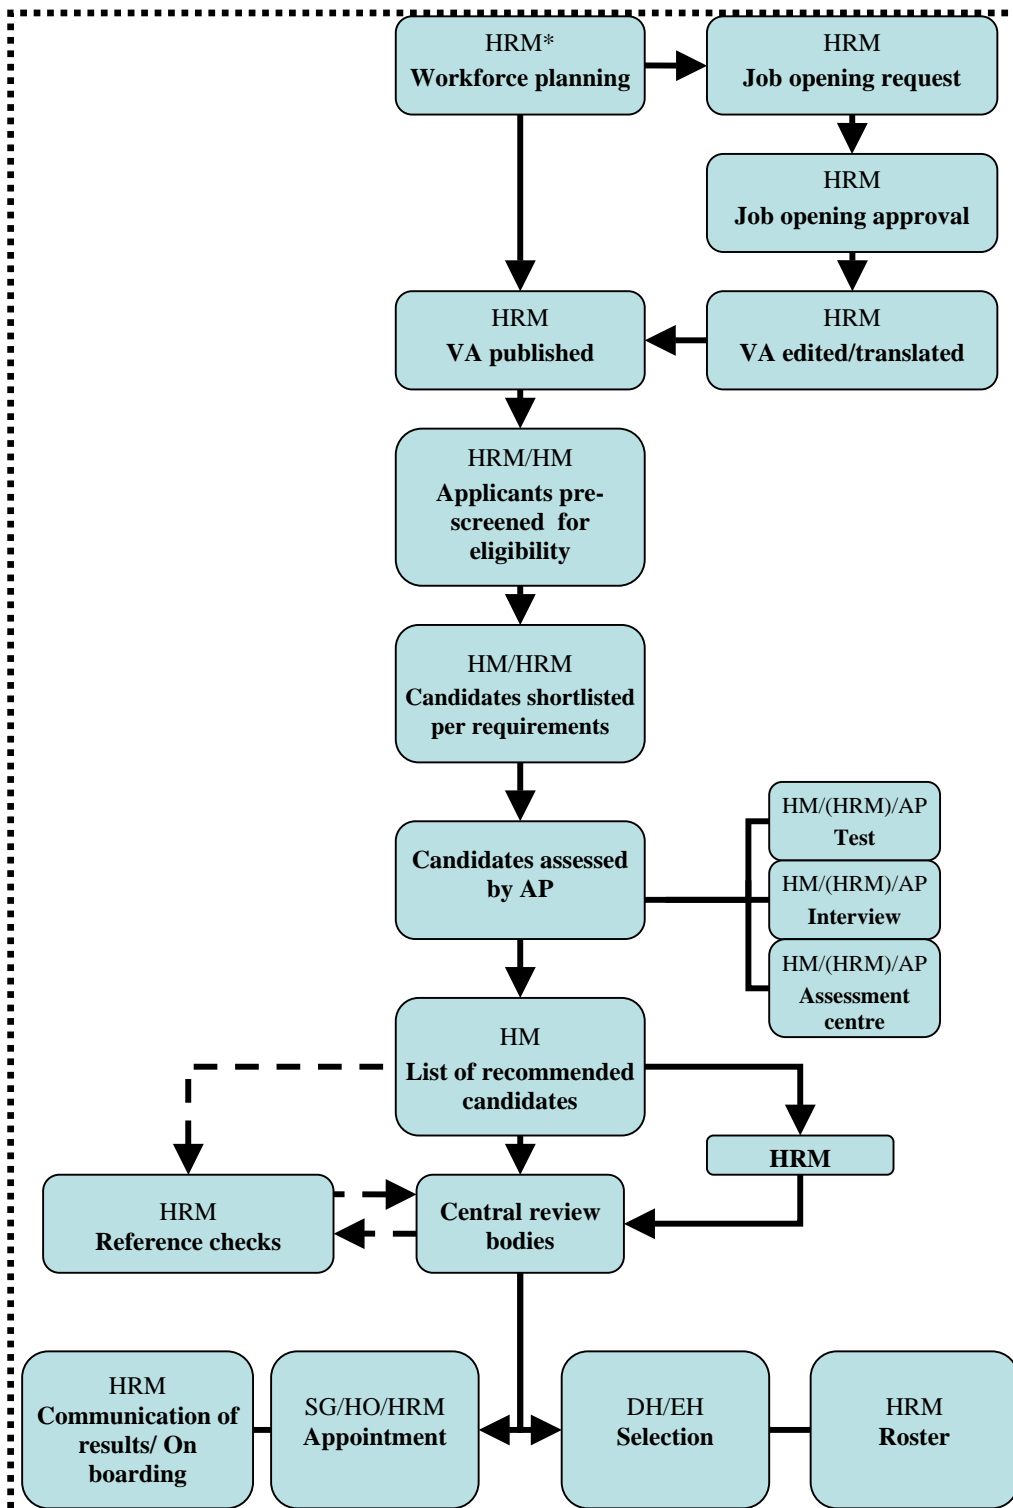 HRM*
Workforce planning
HRM
Job opening request
HRM
Job opening approval
HRM
VA published
HRM
VA edited/translated
HRM/HM
Applicants pre-
screened for
eligibility
HM/HRM
Candidates shortlisted
per requirements
Candidates assessed
by AP
HM/(HRM)/AP
Test
HM/(HRM)/AP
Interview
HM/(HRM)/AP
Assessment
centre
HM
List of recommended
candidates
HRM
HRM
Reference checks
Central review
bodies
HRM
Communication of
results/ On
boarding
SG/HO/HRM
Appointment
DH/EH
Selection
HRM
Roster